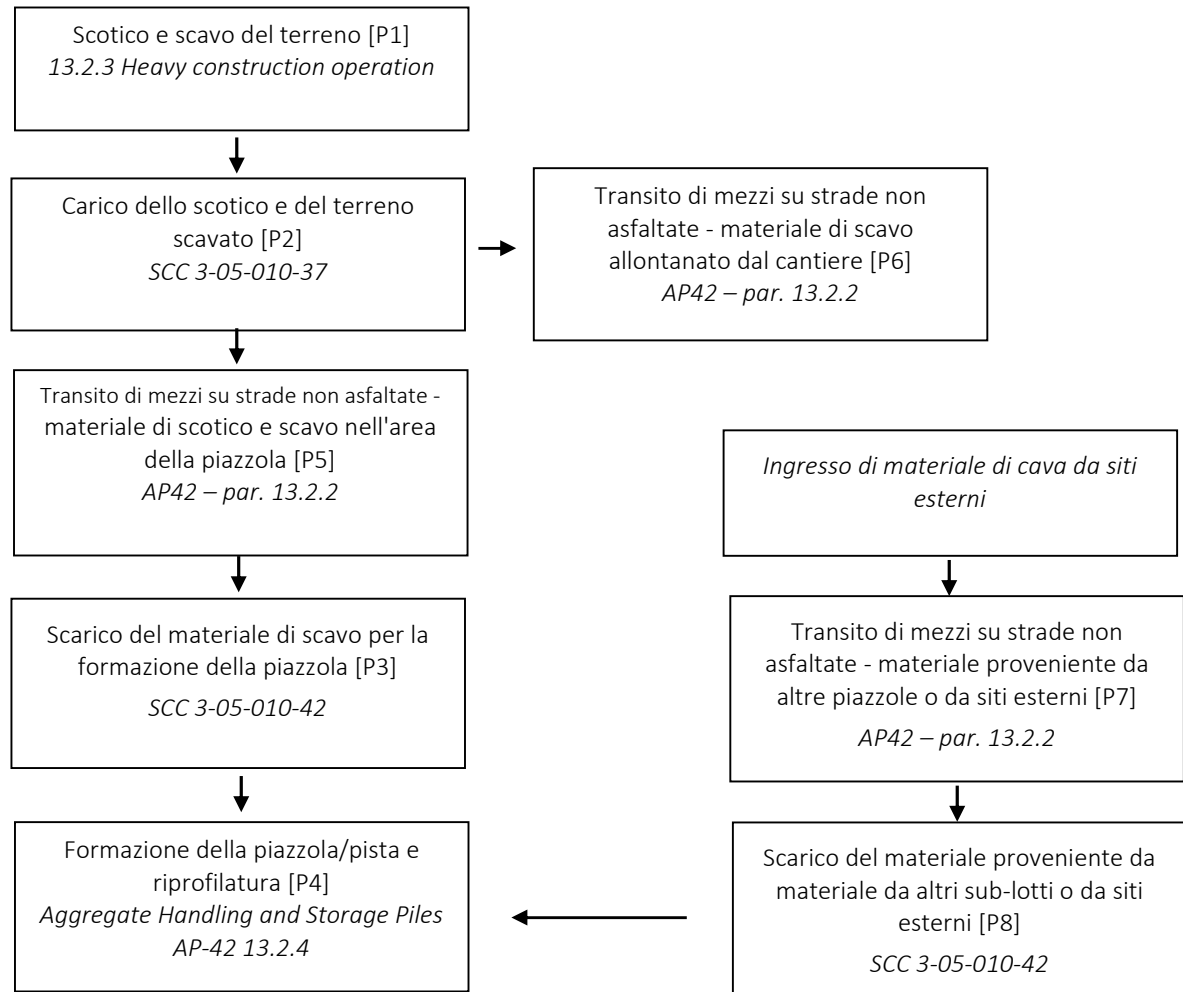 Scotico e scavo del terreno [P1]
13.2.3 Heavy construction operation
Carico dello scotico e del terreno
scavato [P2]
SCC 3-05-010-37
Transito di mezzi su strade non
asfaltate - materiale di scavo
allontanato dal cantiere [P6]
AP42 – par. 13.2.2
Transito di mezzi su strade non asfaltate -
materiale di scotico e scavo nell'area
della piazzola [P5]
AP42 – par. 13.2.2
Ingresso di materiale di cava da siti
esterni
Scarico del materiale di scavo per la
formazione della piazzola [P3]
SCC 3-05-010-42
Transito di mezzi su strade non
asfaltate - materiale proveniente da
altre piazzole o da siti esterni [P7]
AP42 – par. 13.2.2
Formazione della piazzola/pista e
riprofilatura [P4]
Aggregate Handling and Storage Piles
AP-42 13.2.4
Scarico del materiale proveniente da
materiale da altri sub-lotti o da siti
esterni [P8]
SCC 3-05-010-42